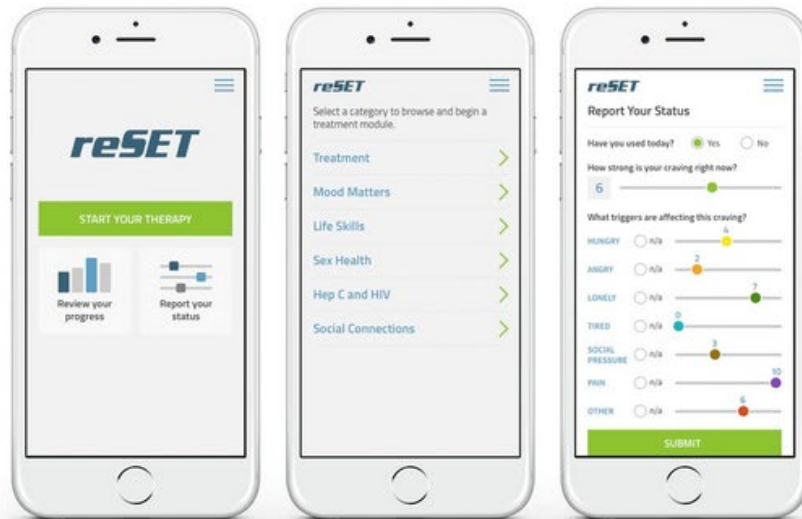 reSET
START YOUR THERAPY
Review your
progress
Report your
status
reSET
Select a category to browse and begin a
treatment module.
Treatment
Mood Matters
Life Skills
Sex Health
Hep C and HIV
Social Connections
reSET
Report Your Status
Have you used today? Yes No
How strong is your craving right now?
6
What triggers are affecting this craving?
4
HUNGRY n/a
2
ANGRY n/a
7
LONELY n/a
0
TIRED n/a
3
SOCIAL
PRESSURE n/a
10
PAIN n/a
6
OTHER n/a
SUBMIT